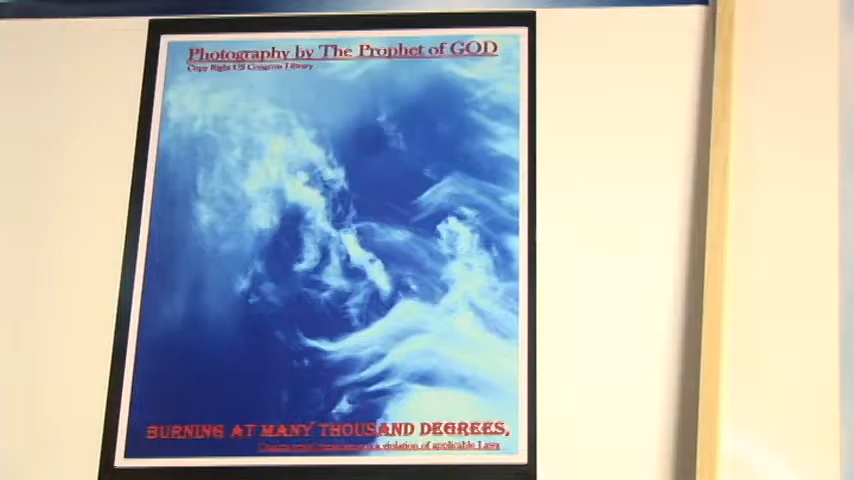 Photography by The Prophet of GOD
Copy Right US Congress Library
BURNING AT MANY THOUSAND DEGREES,
is a violation of applicable Laws